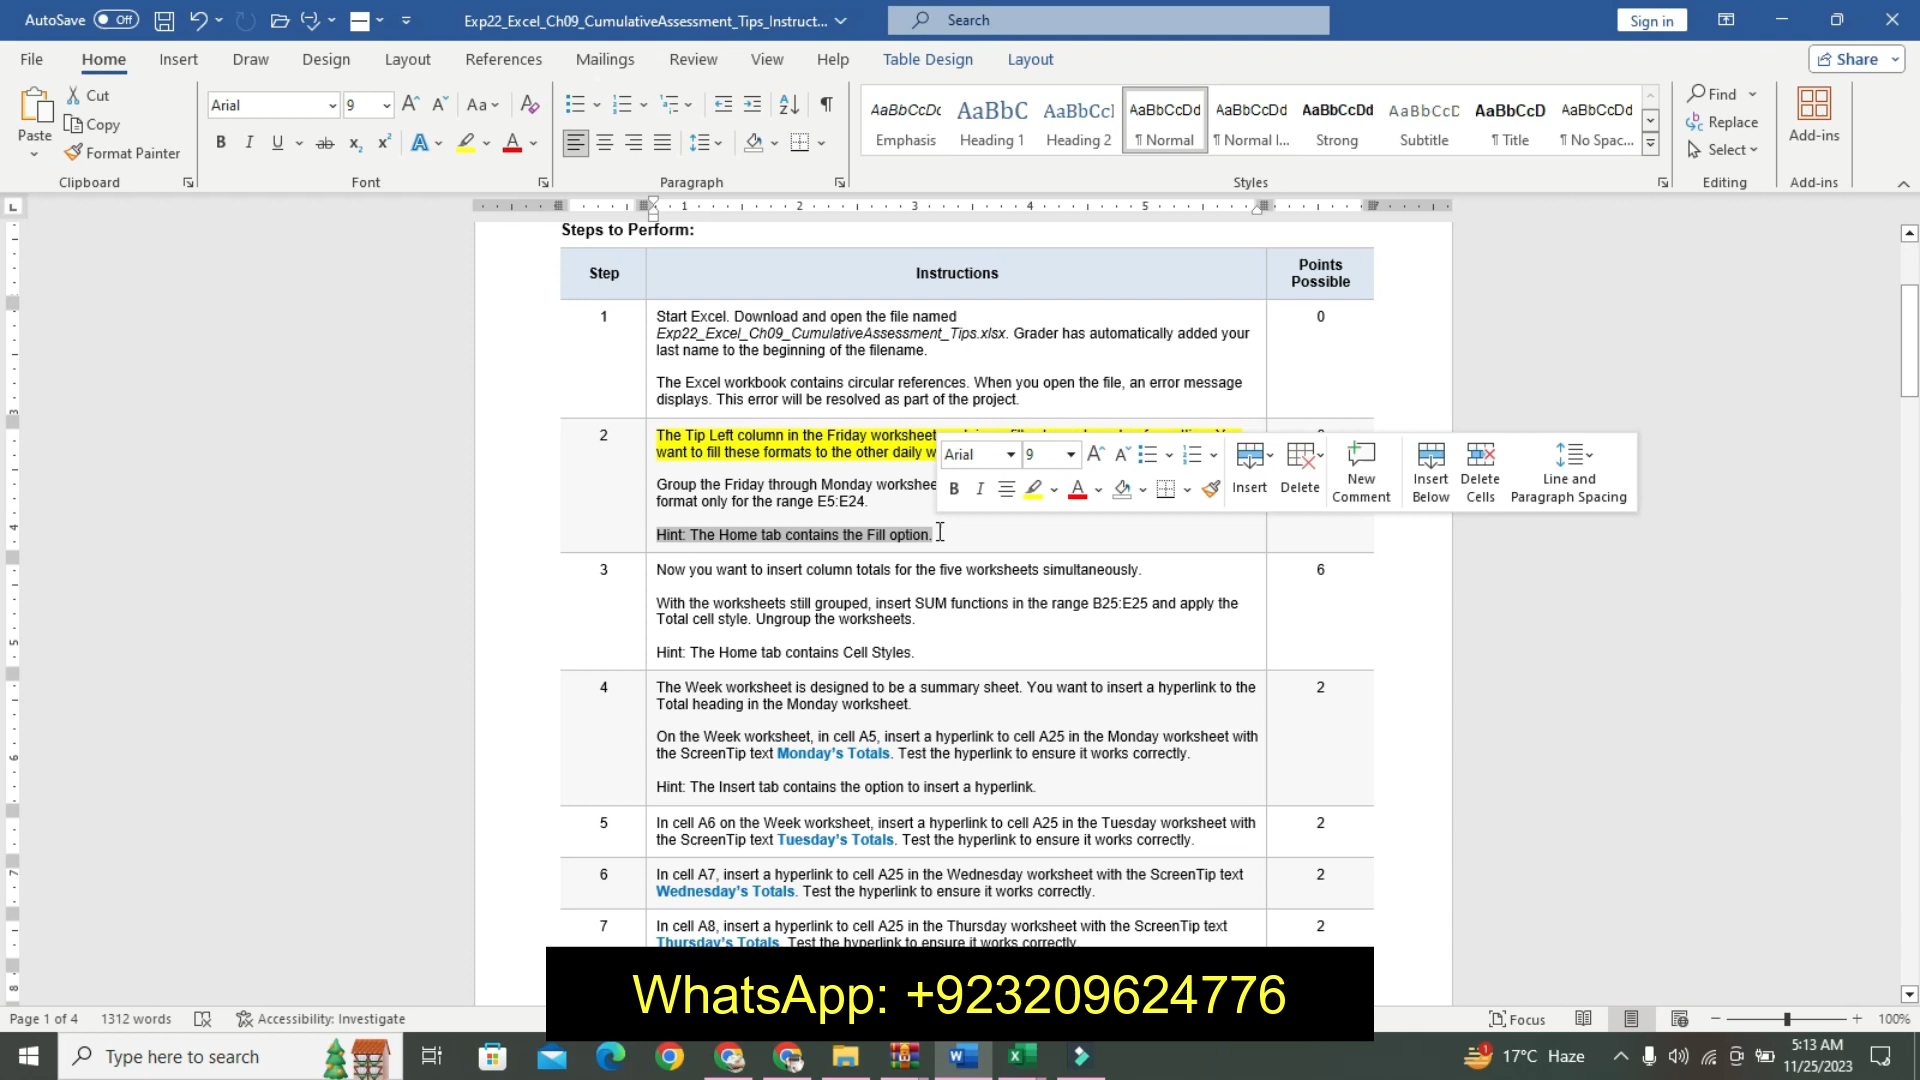 AutoSave Off Exp22_Excel_Ch09_CumulativeAssessment_Tips_Instruct... Search Sign in
File Home Insert Draw Design Layout References Mailings Review View Help Table Design Layout Share
Paste Cut Copy Format Painter
Arial 9 Aa
B I U ab
AaBbCcDd Emphasis
AaBbC Heading 1
AaBbCcl Heading 2
AaBbCcDd ¶ Normal
AaBbCcDd ¶ Normal I...
AaBbCcDd Strong
AaBbCcD Subtitle
AaBbCcD ¶ Title
AaBbCcDd ¶ No Spac...
Find
Replace
Select
Add-ins
Clipboard Font Paragraph Styles Editing Add-ins
1 2 3 4 5
Steps to Perform:
Step Instructions Points Possible
1 Start Excel. Download and open the file named 0
Exp22_Excel_Ch09_CumulativeAssessment_Tips.xlsx. Grader has automatically added your
last name to the beginning of the filename.
The Excel workbook contains circular references. When you open the file, an error message
displays. This error will be resolved as part of the project.
2 The Tip Left column in the Friday worksheet
want to fill these formats to the other daily w
Group the Friday through Monday workshee
format only for the range E5:E24.
Hint: The Home tab contains the Fill option.
Arial 9
B I A
Insert Delete New Comment Insert Below Delete Cells Line and Paragraph Spacing
3 Now you want to insert column totals for the five worksheets simultaneously. 6
With the worksheets still grouped, insert SUM functions in the range B25:E25 and apply the
Total cell style. Ungroup the worksheets.
Hint: The Home tab contains Cell Styles.
4 The Week worksheet is designed to be a summary sheet. You want to insert a hyperlink to the 2
Total heading in the Monday worksheet.
On the Week worksheet, in cell A5, insert a hyperlink to cell A25 in the Monday worksheet with
the ScreenTip text Monday's Totals. Test the hyperlink to ensure it works correctly.
Hint: The Insert tab contains the option to insert a hyperlink.
5 In cell A6 on the Week worksheet, insert a hyperlink to cell A25 in the Tuesday worksheet with 2
the ScreenTip text Tuesday's Totals. Test the hyperlink to ensure it works correctly.
6 In cell A7, insert a hyperlink to cell A25 in the Wednesday worksheet with the ScreenTip text 2
Wednesday's Totals. Test the hyperlink to ensure it works correctly.
7 In cell A8, insert a hyperlink to cell A25 in the Thursday worksheet with the ScreenTip text 2
Thursday's Totals. Test the hyperlink to ensure it works correctly.
WhatsApp: +923209624776
Page 1 of 4 1312 words Accessibility: Investigate Focus 100%
Type here to search 17°C Haze 5:13 AM
11/25/2023